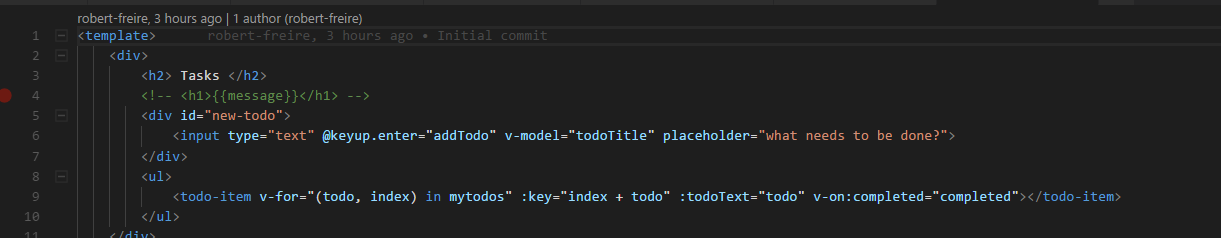 robert-freire, 3 hours ago | 1 author (robert-freire)
1 <template> robert-freire, 3 hours ago • Initial commit
2 <div>
3 <h2> Tasks </h2>
4 <!-- <h1>{{message}}</h1> -->
5 <div id="new-todo">
6 <input type="text" @keyup.enter="addTodo" v-model="todoTitle" placeholder="what needs to be done?">
7 </div>
8 <ul>
9 <todo-item v-for="(todo, index) in mytodos" :key="index + todo" :todoText="todo" v-on:completed="completed"></todo-item>
10 </ul>
11 </div>